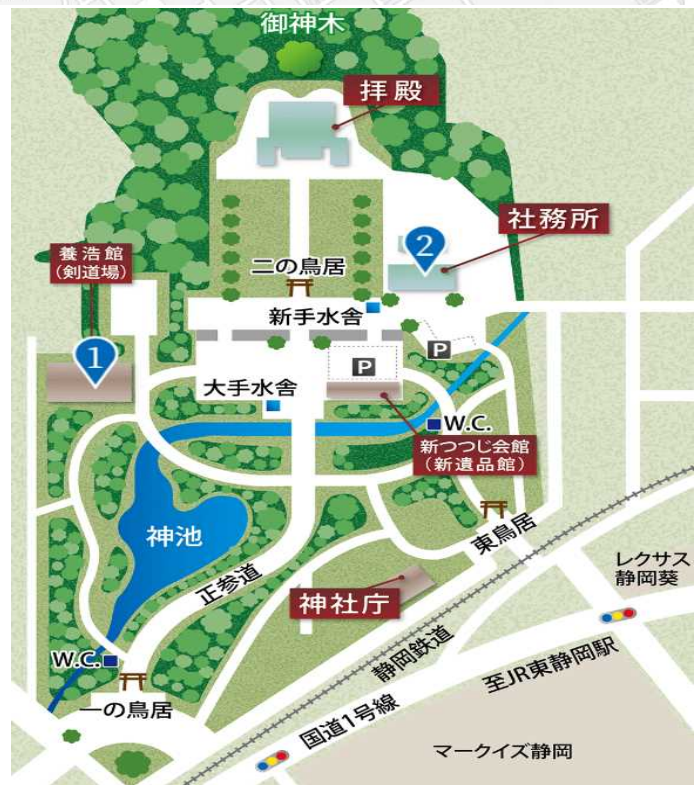 御神木
拝殿
社務所
2
養浩館
(剣道場)
二の鳥居
新手水舎
1
P
P
大手水舎
W.C.
新つつじ会館
(新遺品館)
神池
東鳥居
正参道
神社庁
レクサス
静岡葵
静岡鉄道
W.C.
一の鳥居
至JR東静岡駅
国道1号線
マークイズ静岡